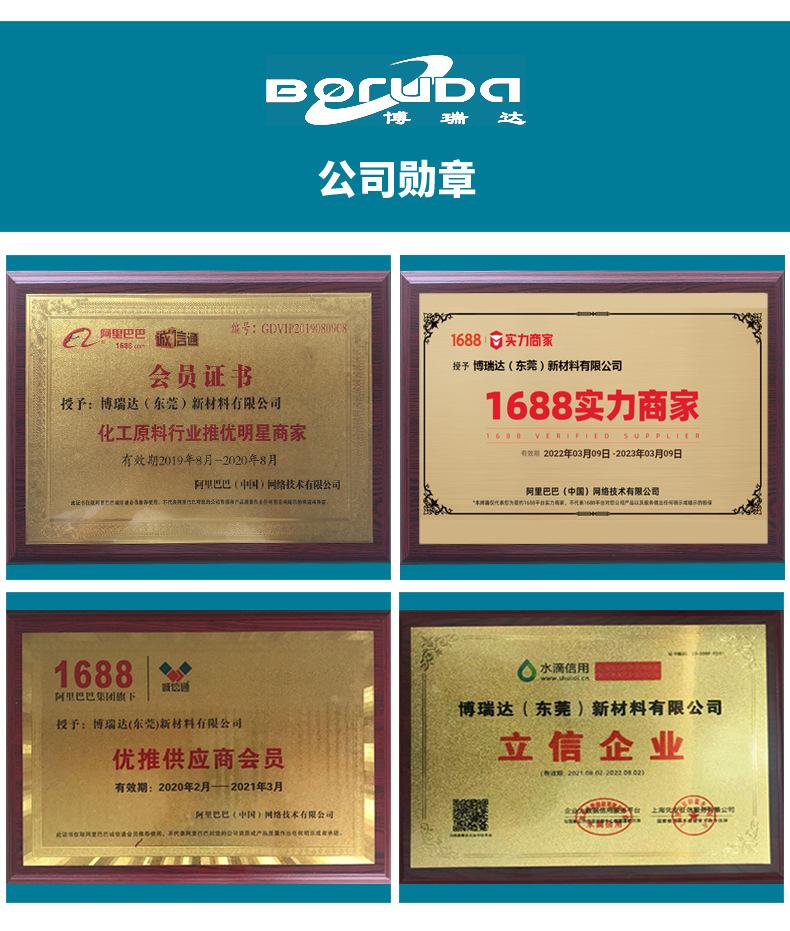 BORUDA
博瑞达
公司勋章
阿里巴巴
1688.com
诚信通
编号：GDVIP2019080908
会员证书
授予：博瑞达（东莞）新材料有限公司
化工原料行业推优明星商家
有效期2019年8月-2020年8月
阿里巴巴（中国）网络技术有限公司
1688 实力商家
授予 博瑞达（东莞）新材料有限公司
1688实力商家
1688 VERIFIED SUPPLIER
有效期 2022年03月09日-2023年03月09日
阿里巴巴（中国）网络技术有限公司
1688
阿里巴巴集团旗下
诚信通
授予：博瑞达(东莞)新材料有限公司
优推供应商会员
有效期：2020年2月——2021年3月
阿里巴巴（中国）网络技术有限公司
水滴信用
www.shuidi.cn
博瑞达（东莞）新材料有限公司
立信企业
(有效期：2021.08.02-2022.08.02)